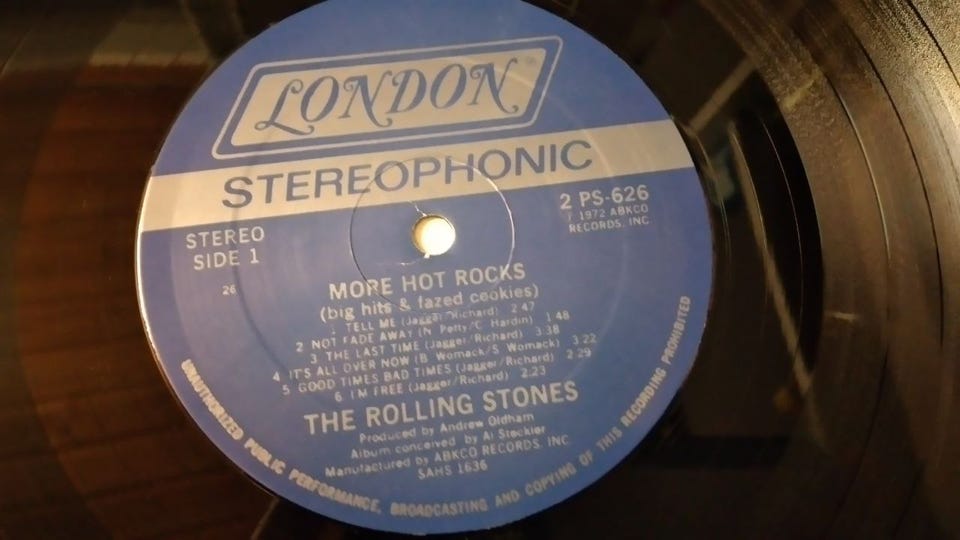 LONDON®
STEREOPHONIC
2 PS-626
℗ 1972 ABKCO
RECORDS, INC
STEREO
SIDE 1
26
MORE HOT ROCKS
(big hits & fazed cookies)
1 TELL ME (Jagger/Richard) 2:47
2 NOT FADE AWAY (N Petty/C Hardin) 1:48
3 THE LAST TIME (Jagger/Richard) 3:38
4 IT'S ALL OVER NOW (B Womack/S Womack) 3:22
5 GOOD TIMES BAD TIMES (Jagger/Richard) 2:29
6 I'M FREE (Jagger/Richard) 2:23
THE ROLLING STONES
Produced by Andrew Oldham
Album conceived by Al Steckler
Manufactured by ABKCO RECORDS, INC.
SAHS 1636
UNAUTHORIZED PUBLIC PERFORMANCE, BROADCASTING AND COPYING OF THIS RECORDING PROHIBITED